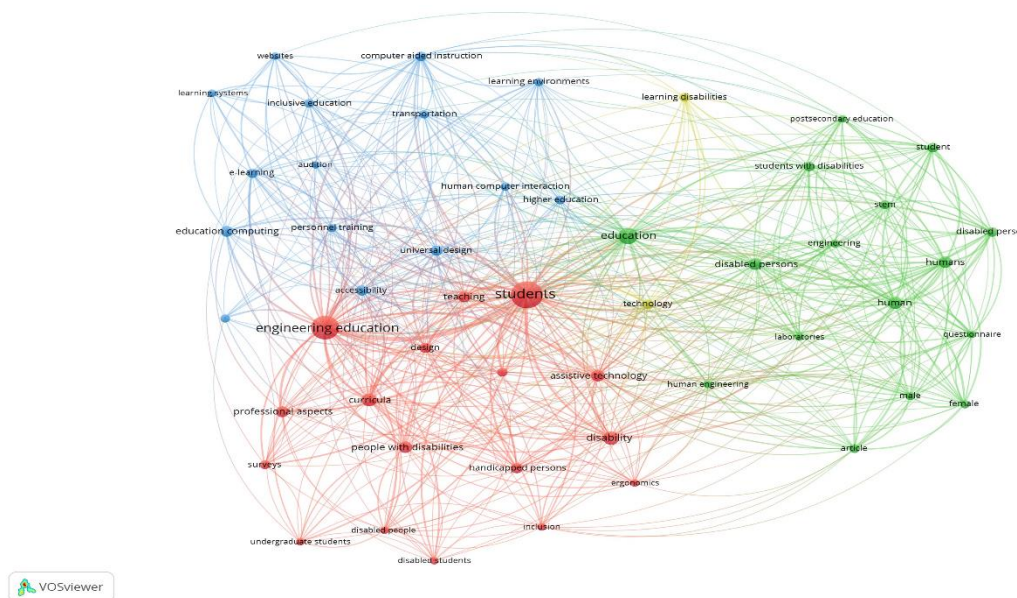 websites
computer aided instruction
learning environments
learning systems
inclusive education
learning disabilities
transportation
postsecondary education
student
audition
students with disabilities
e-learning
human computer interaction
higher education
stem
education computing
personnel training
education
disabled perso
engineering
universal design
disabled persons
humans
accessibility
students
teaching
technology
human
engineering education
laboratories
questionnaire
design
assistive technology
human engineering
curricula
male
female
professional aspects
disability
people with disabilities
article
surveys
handicapped persons
ergonomics
disabled people
inclusion
undergraduate students
disabled students
VOSviewer